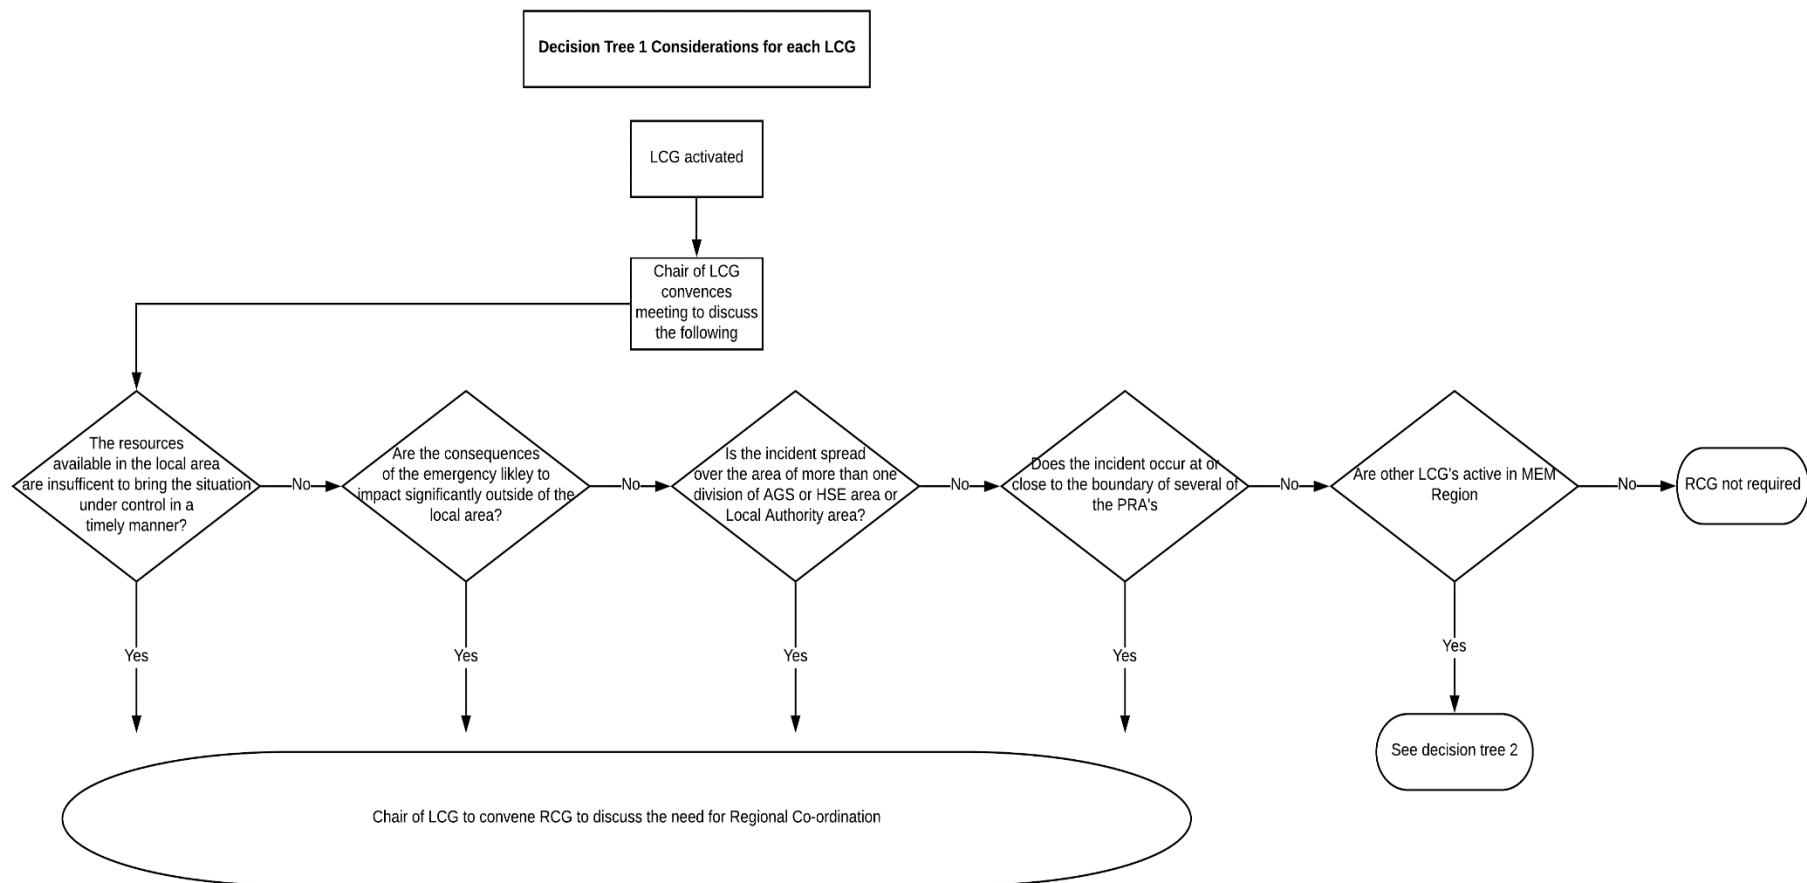 Decision Tree 1 Considerations for each LCG
LCG activated
Chair of LCG
convences
meeting to discuss
the following
The resources
available in the local area
are insufficient to bring the situation
under control in a
timely manner?
No
Are the consequences
of the emergency likley to
impact significantly outside of the
local area?
No
Is the incident spread
over the area of more than one
division of AGS or HSE area or
Local Authority area?
No
Does the incident occur at or
close to the boundary of several of
the PRA's
No
Are other LCG's active in MEM
Region
No
RCG not required
Yes
Yes
Yes
Yes
Yes
See decision tree 2
Chair of LCG to convene RCG to discuss the need for Regional Co-ordination